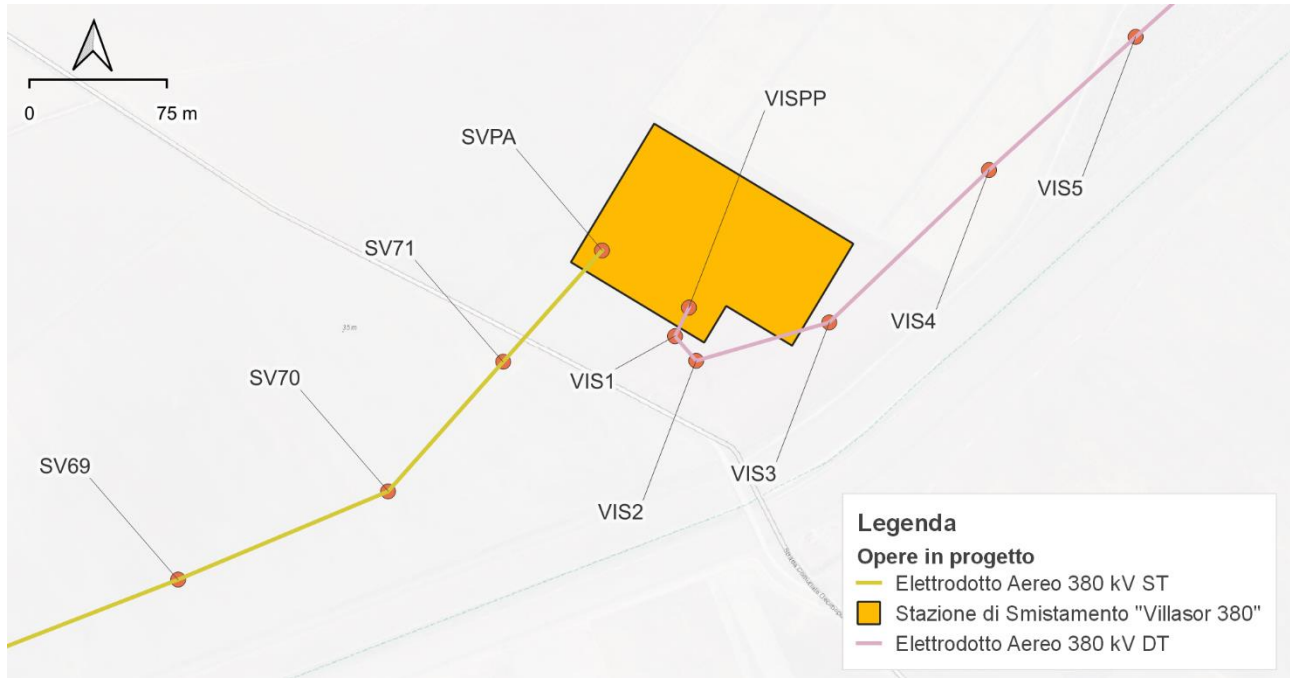 0 75 m
VISPP
SVPA
VIS5
SV71
VIS4
35 m
SV70
VIS1
SV69
VIS3
VIS2
Legenda
Opere in progetto
Elettrodotto Aereo 380 kV ST
Stazione di Smistamento "Villasor 380"
Elettrodotto Aereo 380 kV DT